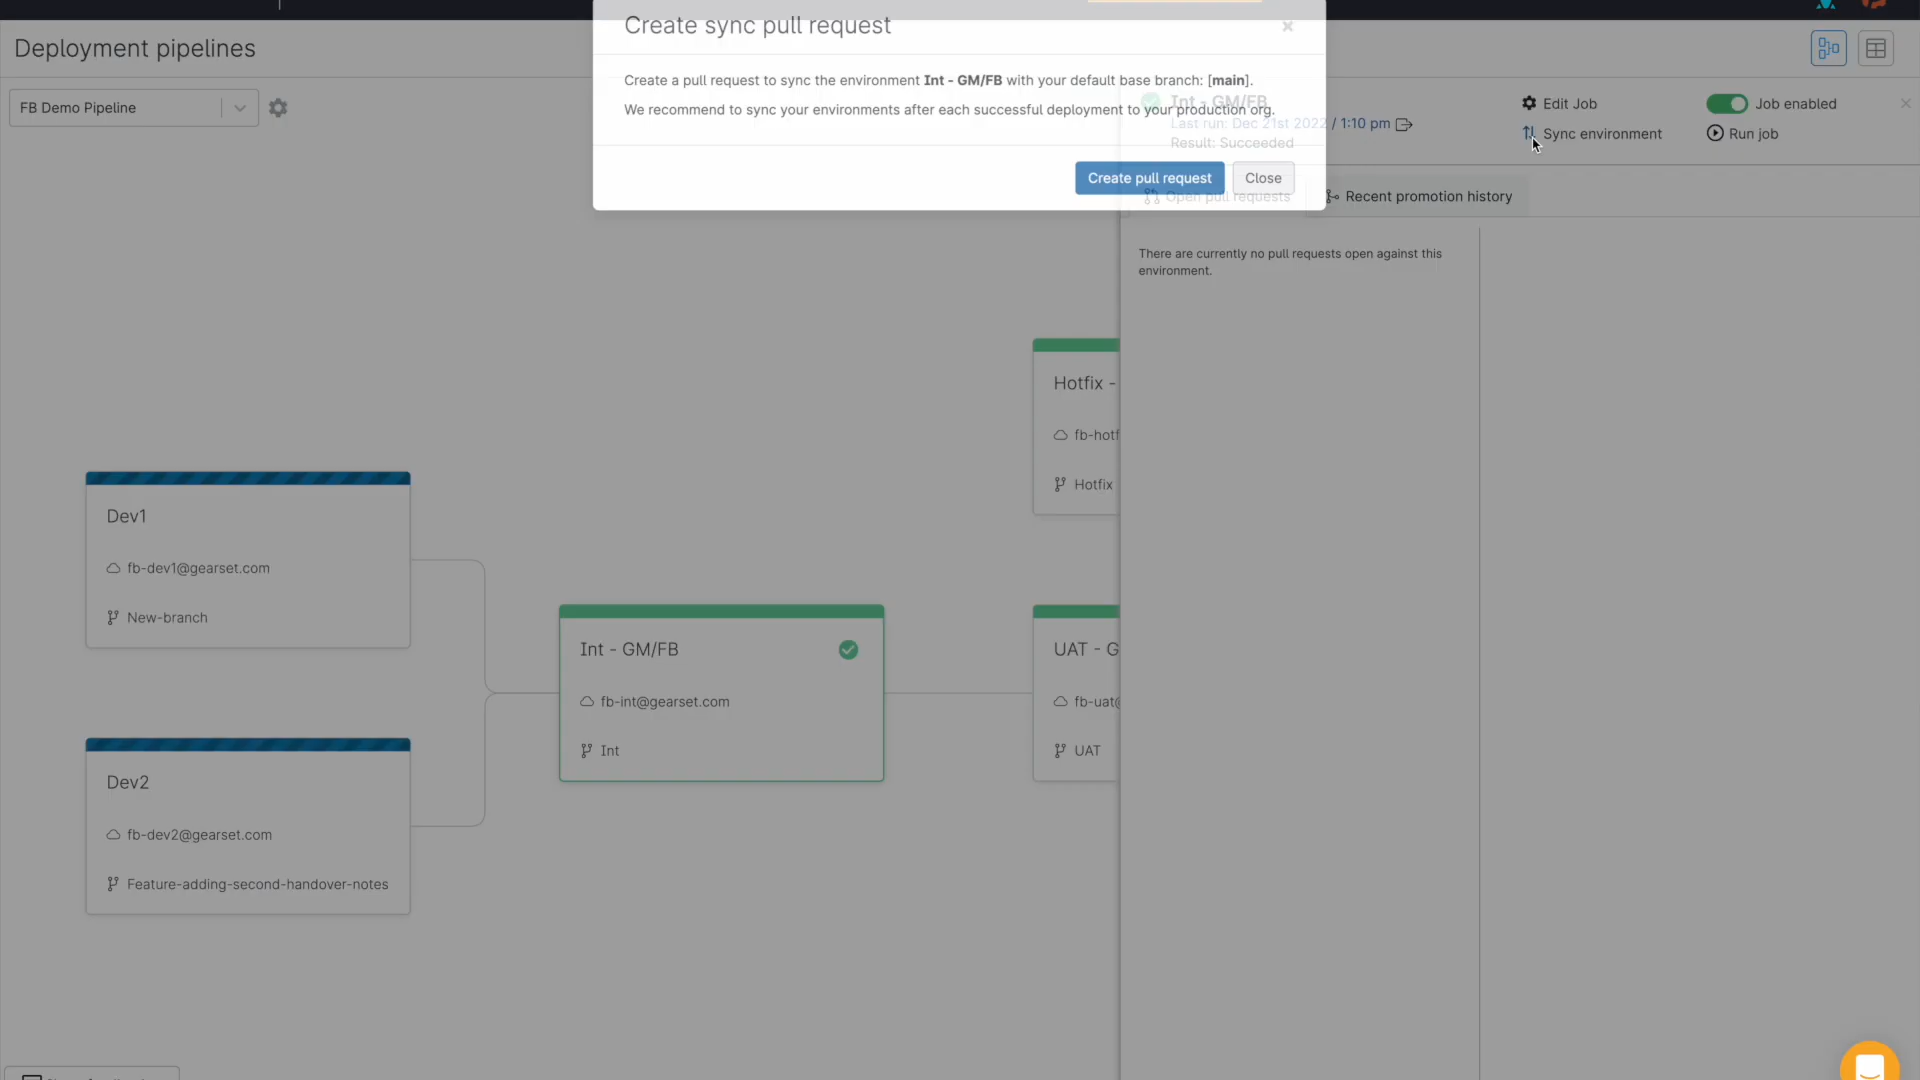 Create sync pull request
Create a pull request to sync the environment Int - GM/FB with your default base branch: [main].
We recommend to sync your environments after each successful deployment to your production org.
Create pull request
Close
Deployment pipelines
FB Demo Pipeline
Int - GM/FB
Last run: Dec 21st 2022 / 1:10 pm
Result: Succeeded
Edit Job
Job enabled
Sync environment
Run job
Open pull requests
Recent promotion history
There are currently no pull requests open against this
environment.
Hotfix -
fb-hotf
Hotfix
Dev1
fb-dev1@gearset.com
New-branch
Int - GM/FB
fb-int@gearset.com
Int
UAT - G
fb-uat@
UAT
Dev2
fb-dev2@gearset.com
Feature-adding-second-handover-notes